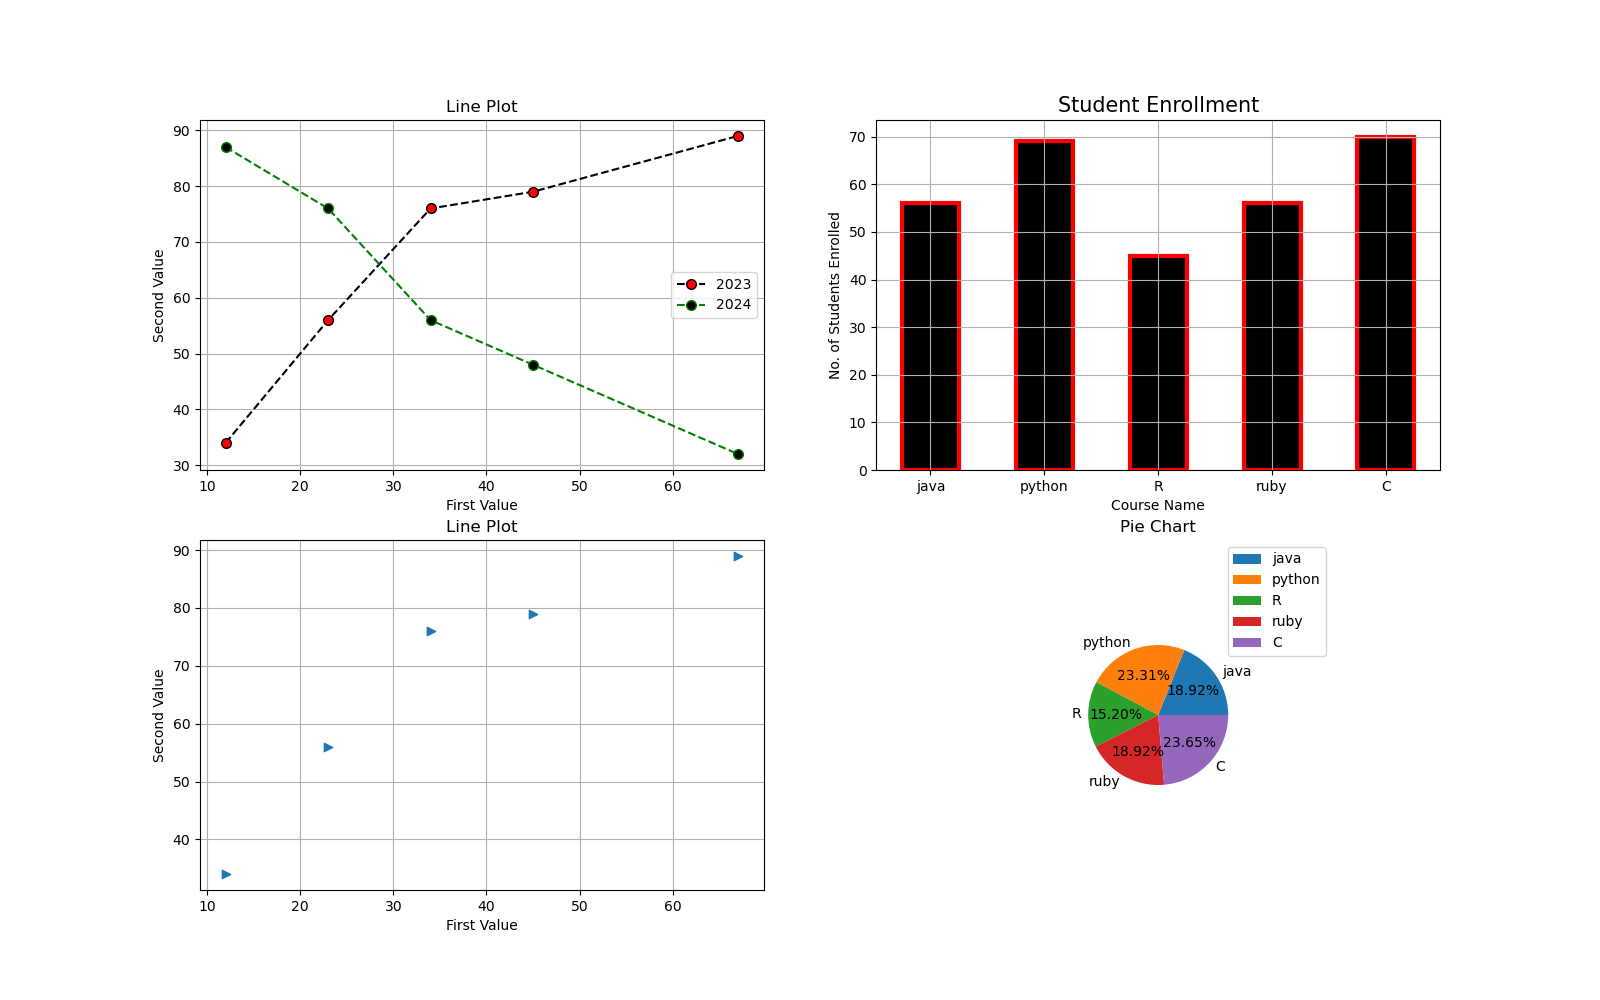 Line Plot
90
80
70
60
50
40
30
Second Value
10 20 30 40 50 60
First Value
2023
2024
Student Enrollment
70
60
50
40
30
20
10
0
No. of Students Enrolled
java python R ruby C
Course Name
Line Plot
90
80
70
60
50
40
Second Value
10 20 30 40 50 60
First Value
Pie Chart
java
python
R
ruby
C
python
java
R
ruby
C
23.31%
18.92%
15.20%
18.92%
23.65%